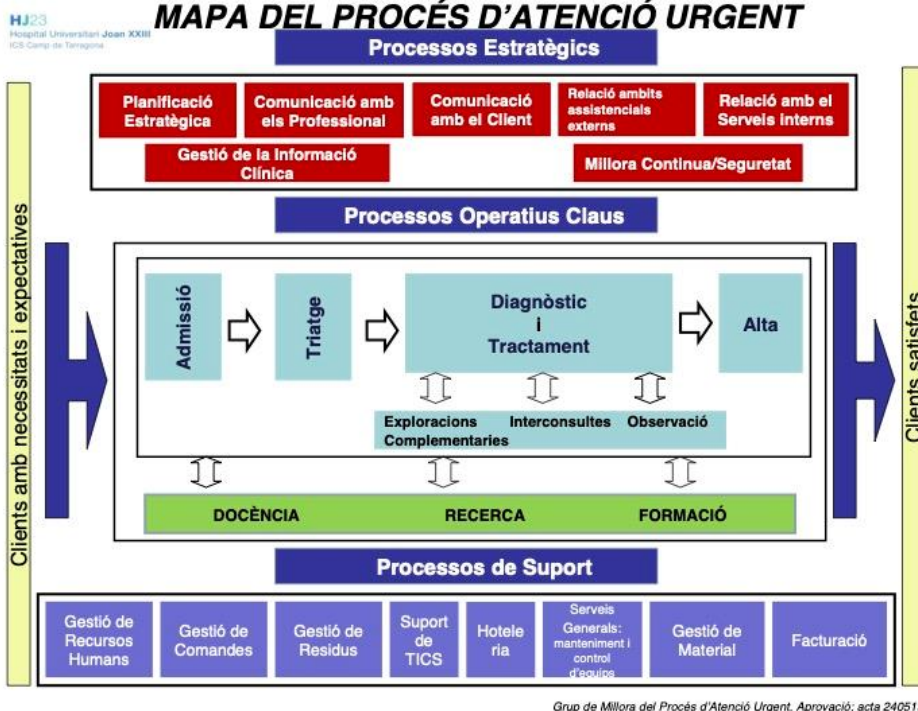 MAPA DEL PROCÉS D'ATENCIÓ URGENT
HJ23
Hospital Universitari Joan XXIII
ICS Camp de Tarragona
Processos Estratègics
Planificació
Estratègica
Comunicació amb
els Professional
Comunicació
amb el Client
Relació ambits
assistencials
externs
Relació amb el
Serveis interns
Gestió de la Informació
Clínica
Millora Continua/Seguretat
Clients amb necessitats i expectatives
Processos Operatius Claus
Admissió
Triatge
Diagnòstic
i
Tractament
Alta
Exploracions
Complementaries
Interconsultes
Observació
DOCÈNCIA
RECERCA
FORMACIÓ
Clients satisfets
Processos de Suport
Gestió de
Recursos
Humans
Gestió de
Comandes
Gestió de
Residus
Suport
de
TICS
Hotele
ria
Serveis
Generals:
manteniment i
control
d'equips
Gestió de
Material
Facturació
Grup de Millora del Procés d'Atenció Urgent. Aprovació: acta 24051